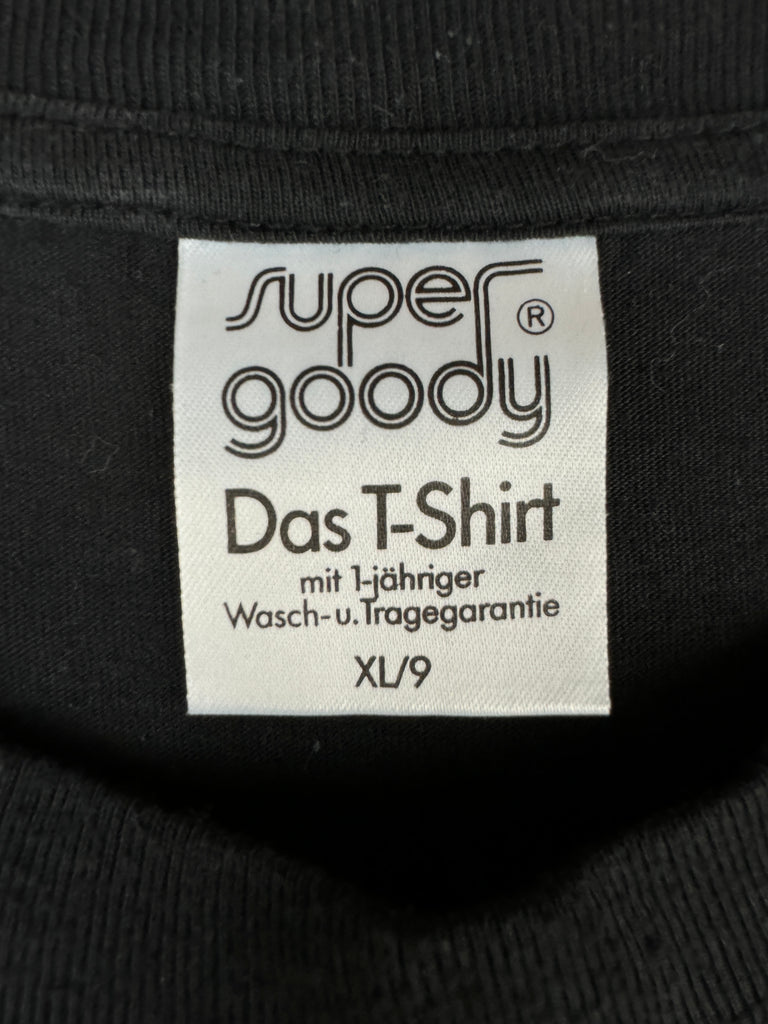 super ®
goody
Das T-Shirt
mit 1-jähriger
Wasch- u. Tragegarantie
XL/9